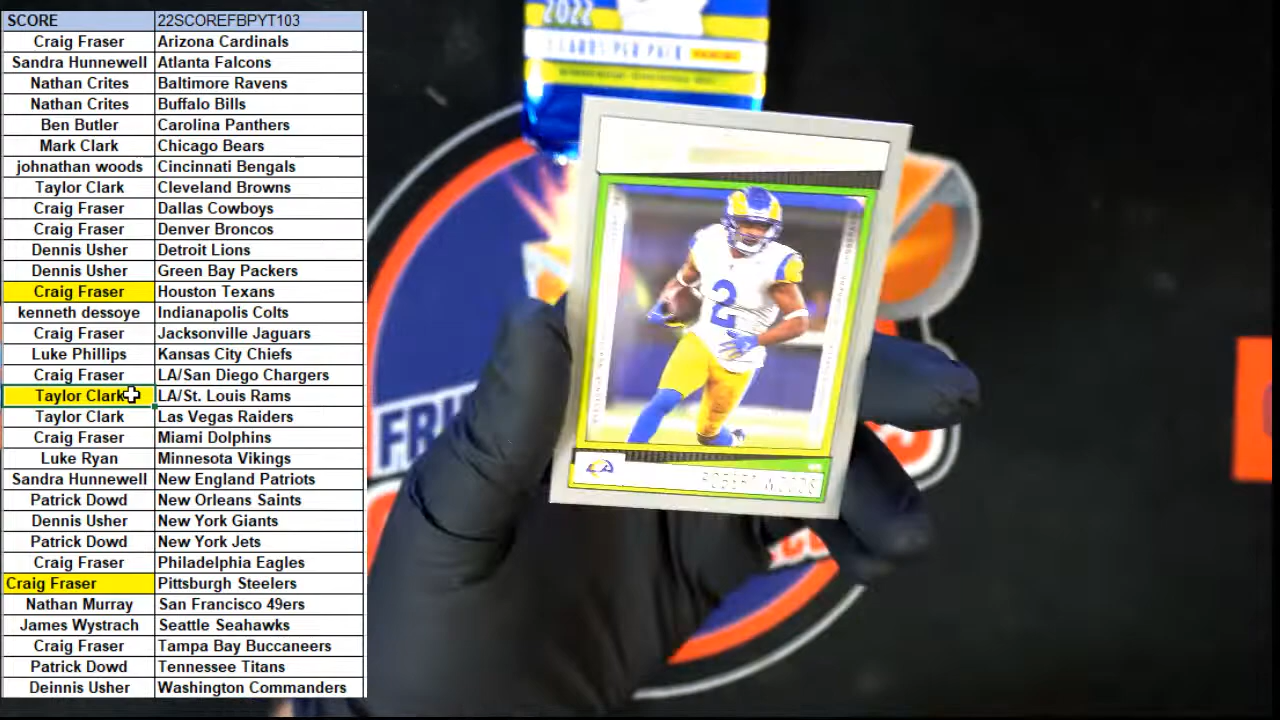 SCORE 22SCOREFBPYT103
Craig Fraser Arizona Cardinals
Sandra Hunnewell Atlanta Falcons
Nathan Crites Baltimore Ravens
Nathan Crites Buffalo Bills
Ben Butler Carolina Panthers
Mark Clark Chicago Bears
johnathan woods Cincinnati Bengals
Taylor Clark Cleveland Browns
Craig Fraser Dallas Cowboys
Craig Fraser Denver Broncos
Dennis Usher Detroit Lions
Dennis Usher Green Bay Packers
Craig Fraser Houston Texans
kenneth dessoye Indianapolis Colts
Craig Fraser Jacksonville Jaguars
Luke Phillips Kansas City Chiefs
Craig Fraser LA/San Diego Chargers
Taylor Clark LA/St. Louis Rams
Taylor Clark Las Vegas Raiders
Craig Fraser Miami Dolphins
Luke Ryan Minnesota Vikings
Sandra Hunnewell New England Patriots
Patrick Dowd New Orleans Saints
Dennis Usher New York Giants
Patrick Dowd New York Jets
Craig Fraser Philadelphia Eagles
Craig Fraser Pittsburgh Steelers
Nathan Murray San Francisco 49ers
James Wystrach Seattle Seahawks
Craig Fraser Tampa Bay Buccaneers
Patrick Dowd Tennessee Titans
Deinnis Usher Washington Commanders
2022
CARDS PER PACK PANINI
2
ROBERT WOODS